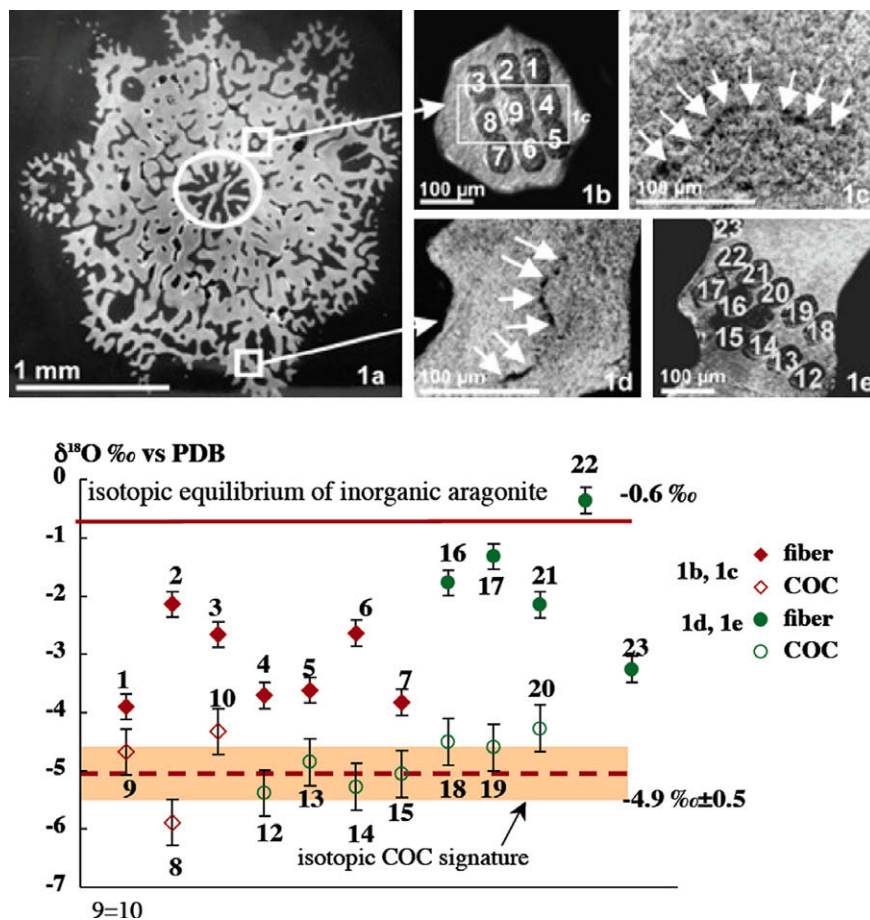 1 mm
1a
3 2 1
8 9 4
1c
7 6 5
100 µm
1b
100 µm
1c
1d
23
22
21
17
16 20
19
15 18
14
13
12
100 µm
1e
δ¹⁸O ‰ vs PDB
0
-1
-2
-3
-4
-5
-6
-7
isotopic equilibrium of inorganic aragonite
-0.6 ‰
22
16
17
21
23
2
3
6
1
10
4
5
7
20
9
8
12
13
14
15
18
19
-4.9 ‰±0.5
isotopic COC signature
1b, 1c
fiber
COC
1d, 1e
fiber
COC
9=10